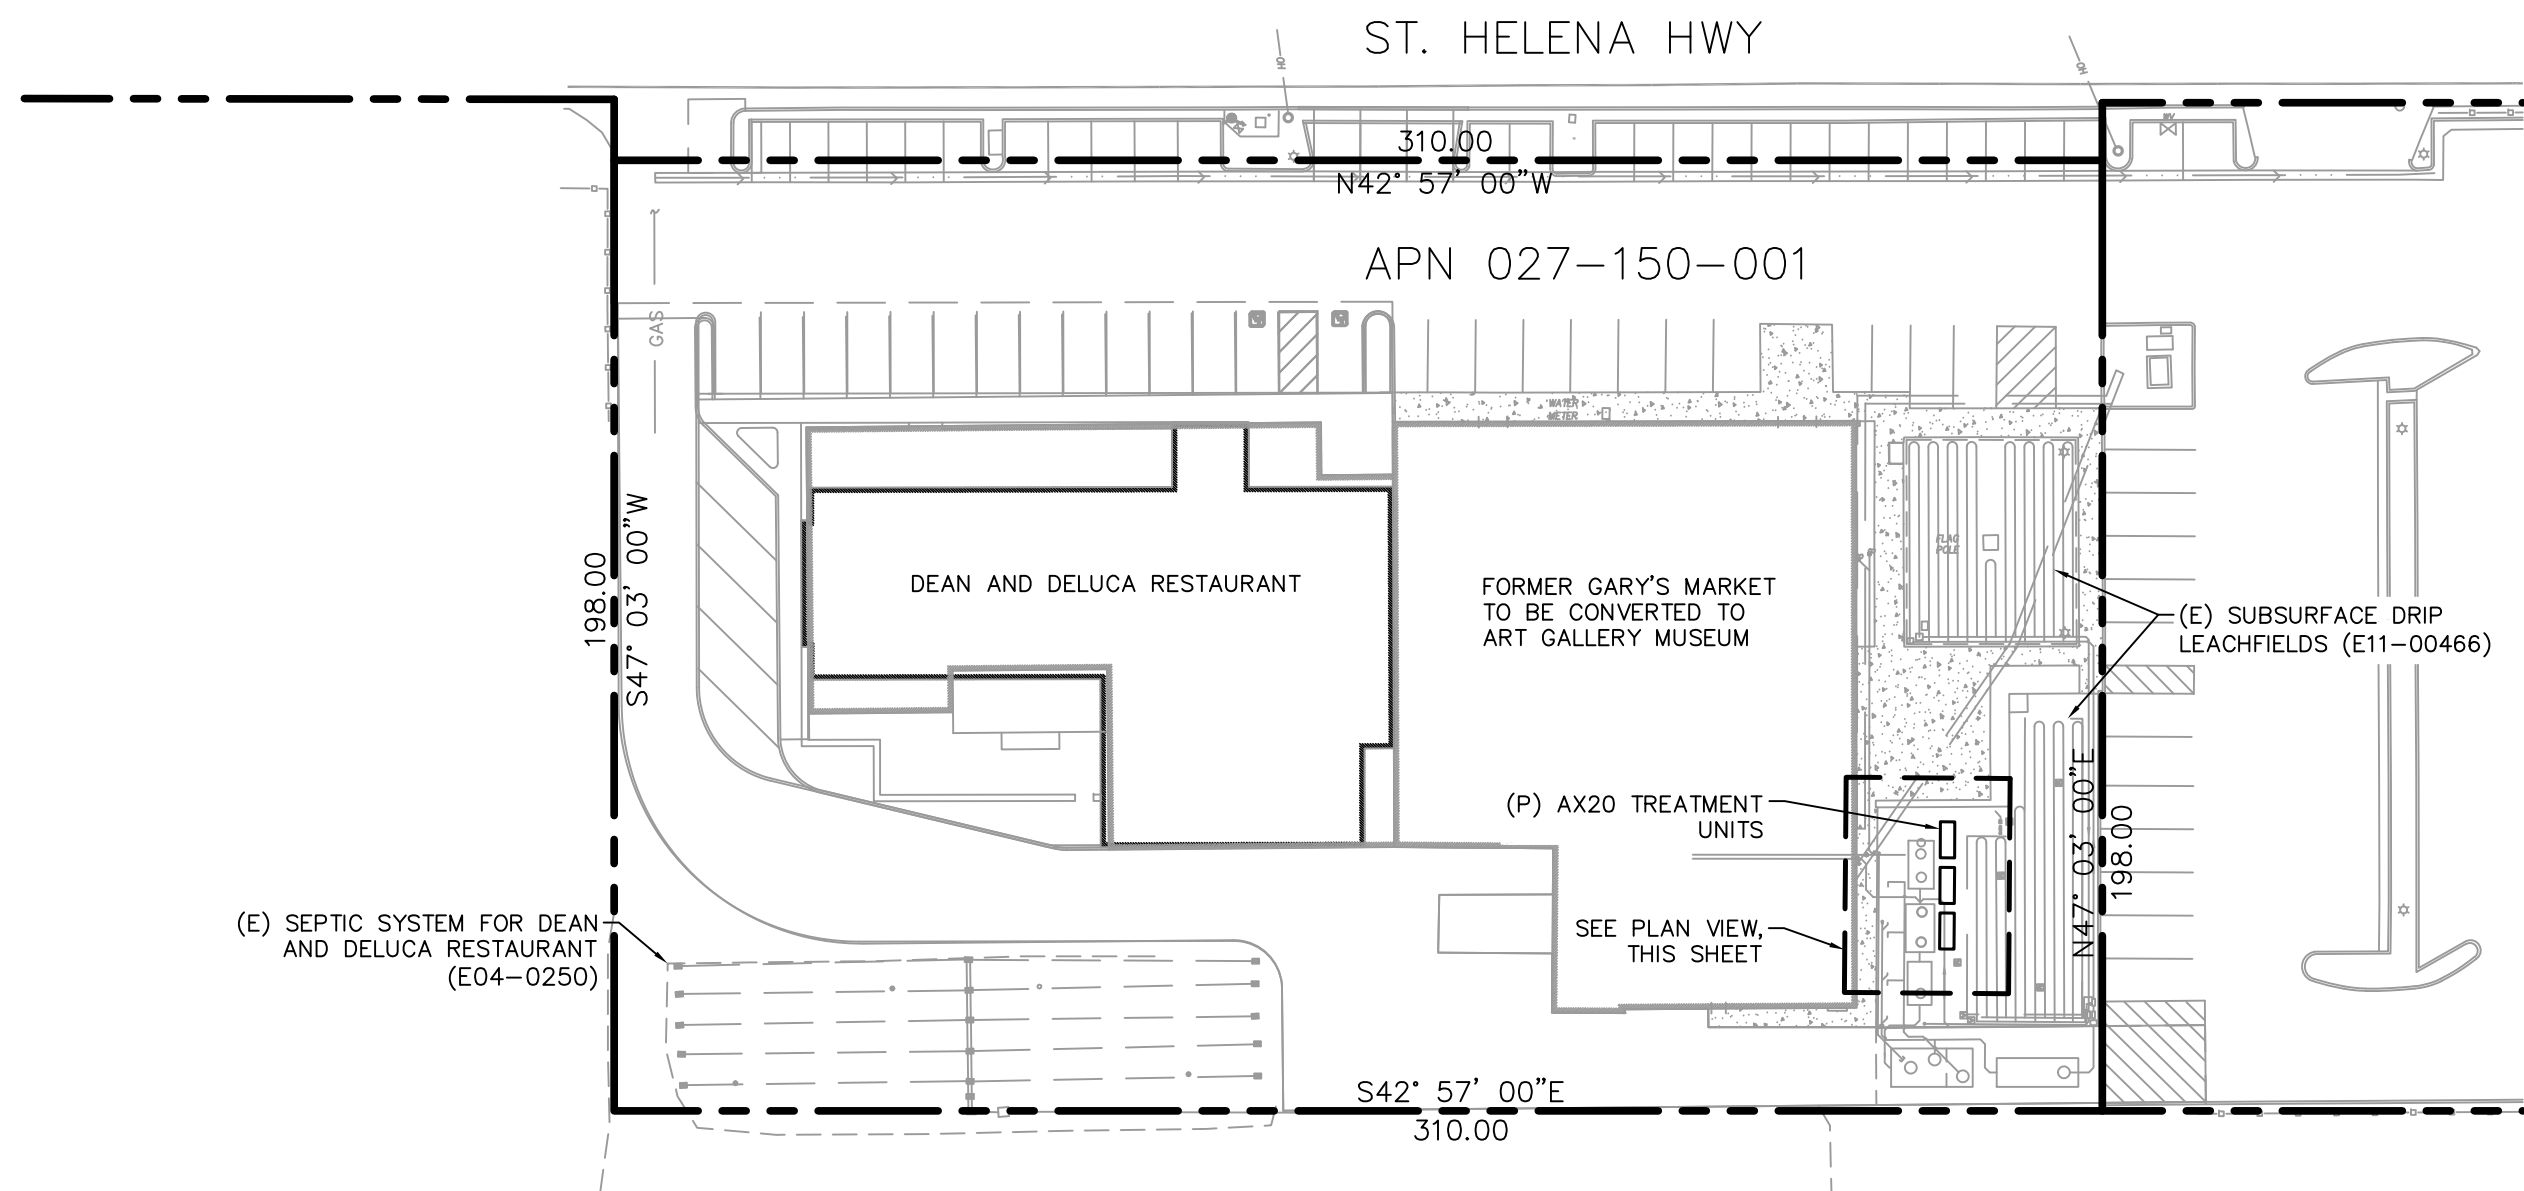 ST. HELENA HWY
OH
OH
310.00
N42° 57' 00"W
WV
APN 027-150-001
GAS
WATER
METER
S47° 03' 00"W
198.00
DEAN AND DELUCA RESTAURANT
FORMER GARY'S MARKET
TO BE CONVERTED TO
ART GALLERY MUSEUM
FLAG
POLE
(E) SUBSURFACE DRIP
LEACHFIELDS (E11-00466)
N47° 03' 00"E
198.00
(P) AX20 TREATMENT
UNITS
SEE PLAN VIEW,
THIS SHEET
(E) SEPTIC SYSTEM FOR DEAN
AND DELUCA RESTAURANT
(E04-0250)
S42° 57' 00"E
310.00